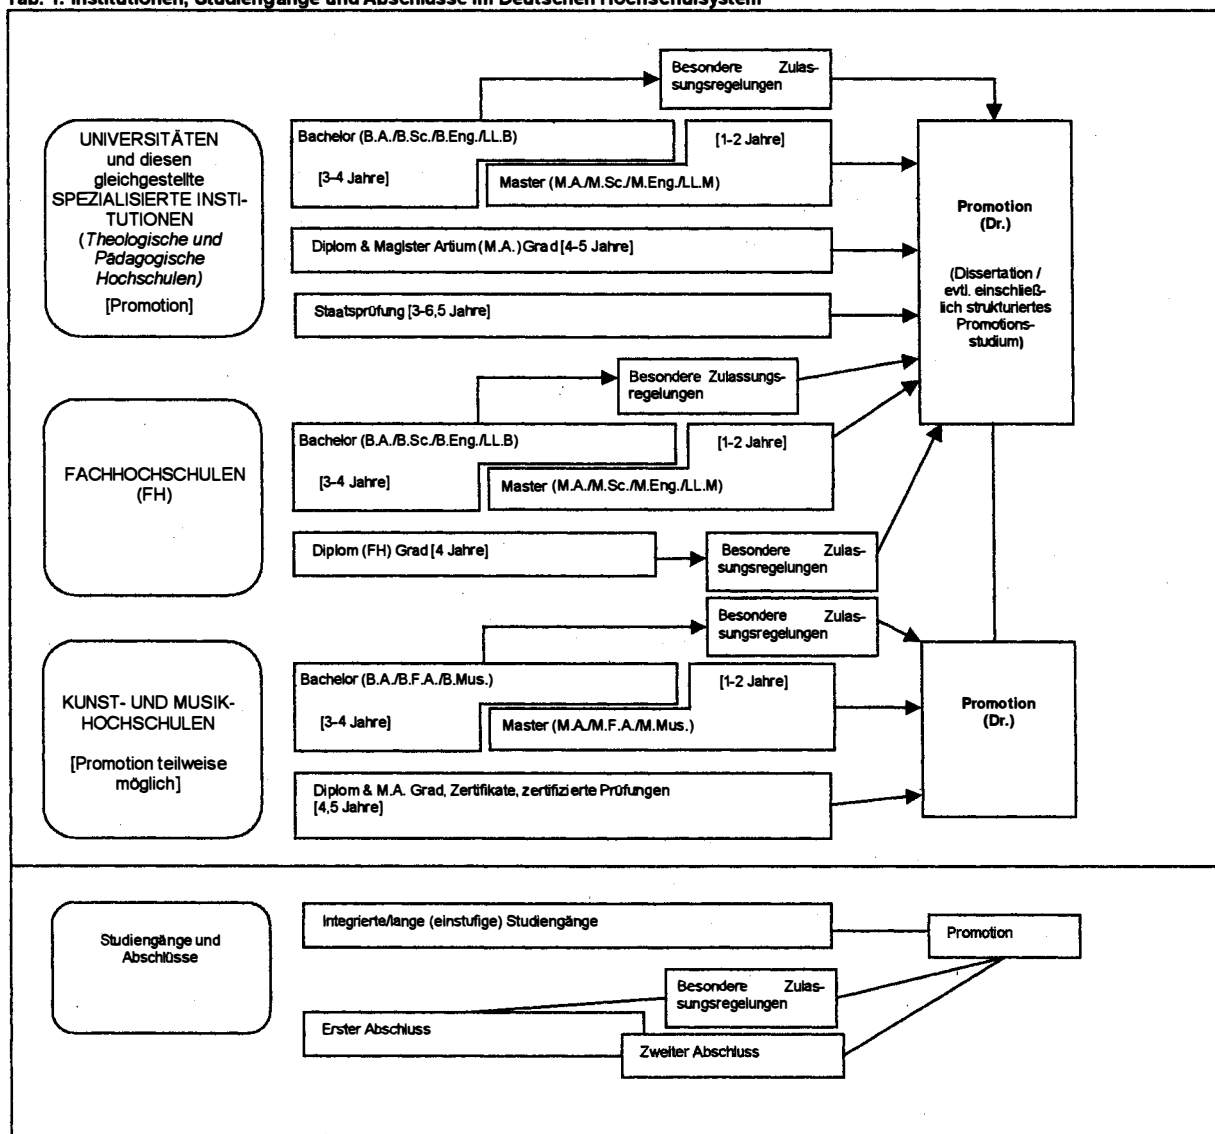 Tab. 1: Institutionen, Studiengänge und Abschlüsse im Deutschen Hochschulsystem
Besondere Zulas-
sungsregelungen
UNIVERSITÄTEN
und diesen
gleichgestellte
SPEZIALISIERTE INSTI-
TUTIONEN
(Theologische und
Pädagogische
Hochschulen)
[Promotion]
Bachelor (B.A./B.Sc./B.Eng./LL.B)
[3-4 Jahre]
[1-2 Jahre]
Master (M.A./M.Sc./M.Eng./LL.M)
Diplom & Magister Artium (M.A.) Grad [4-5 Jahre]
Staatsprüfung [3-6,5 Jahre]
Promotion
(Dr.)
(Dissertation /
evtl. einschließ-
lich strukturiertes
Promotions-
studium)
Besondere Zulassungs-
regelungen
FACHHOCHSCHULEN
(FH)
Bachelor (B.A./B.Sc./B.Eng./LL.B)
[3-4 Jahre]
[1-2 Jahre]
Master (M.A./M.Sc./M.Eng./LL.M)
Diplom (FH) Grad [4 Jahre]
Besondere Zulas-
sungsregelungen
Besondere Zulas-
sungsregelungen
KUNST- UND MUSIK-
HOCHSCHULEN
[Promotion teilweise
möglich]
Bachelor (B.A./B.F.A./B.Mus.)
[3-4 Jahre]
[1-2 Jahre]
Master (M.A./M.F.A./M.Mus.)
Diplom & M.A. Grad, Zertifikate, zertifizierte Prüfungen
[4,5 Jahre]
Promotion
(Dr.)
Studiengänge und
Abschlüsse
Integrierte/lange (einstufige) Studiengänge
Promotion
Besondere Zulas-
sungsregelungen
Erster Abschluss
Zweiter Abschluss